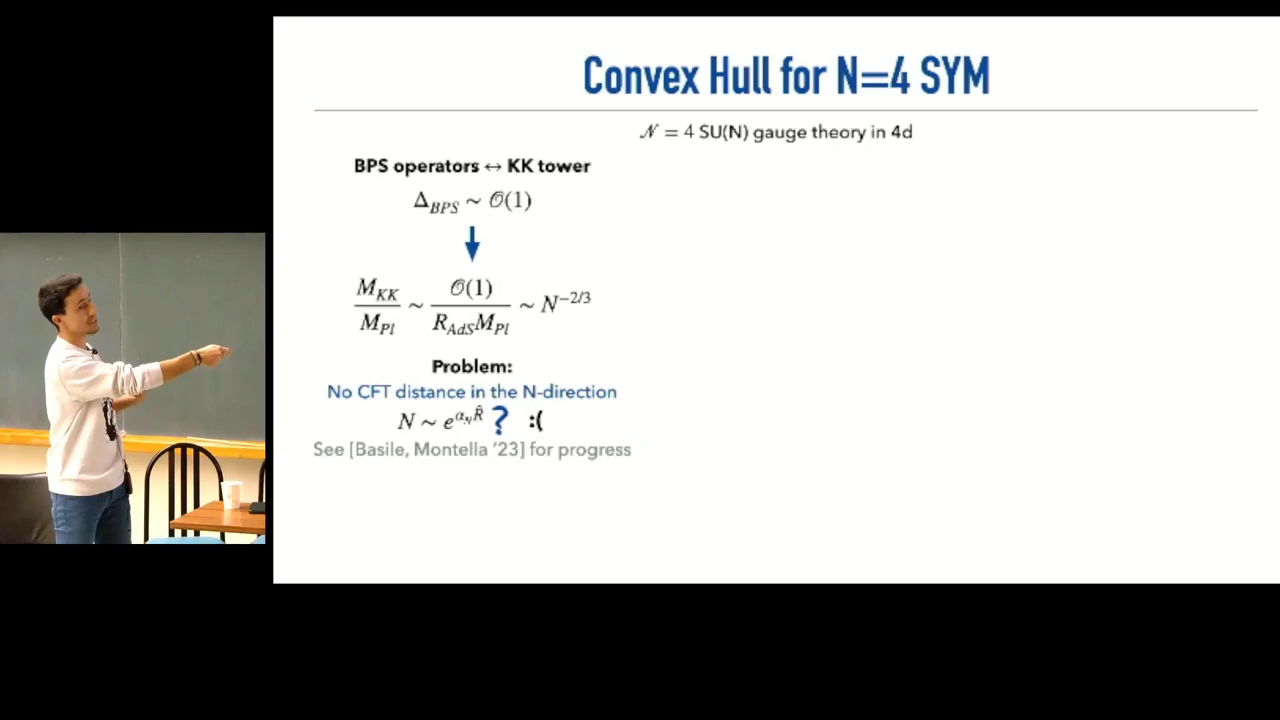 Convex Hull for N=4 SYM
𝒩 = 4 SU(N) gauge theory in 4d
BPS operators ↔ KK tower
Δ_BPS ~ 𝒪(1)
M_KK / M_Pl ~ 𝒪(1) / R_AdS M_Pl ~ N^{-2/3}
Problem:
No CFT distance in the N-direction
N ~ e^{α_N R̂} ? :(
See [Basile, Montella ‘23] for progress